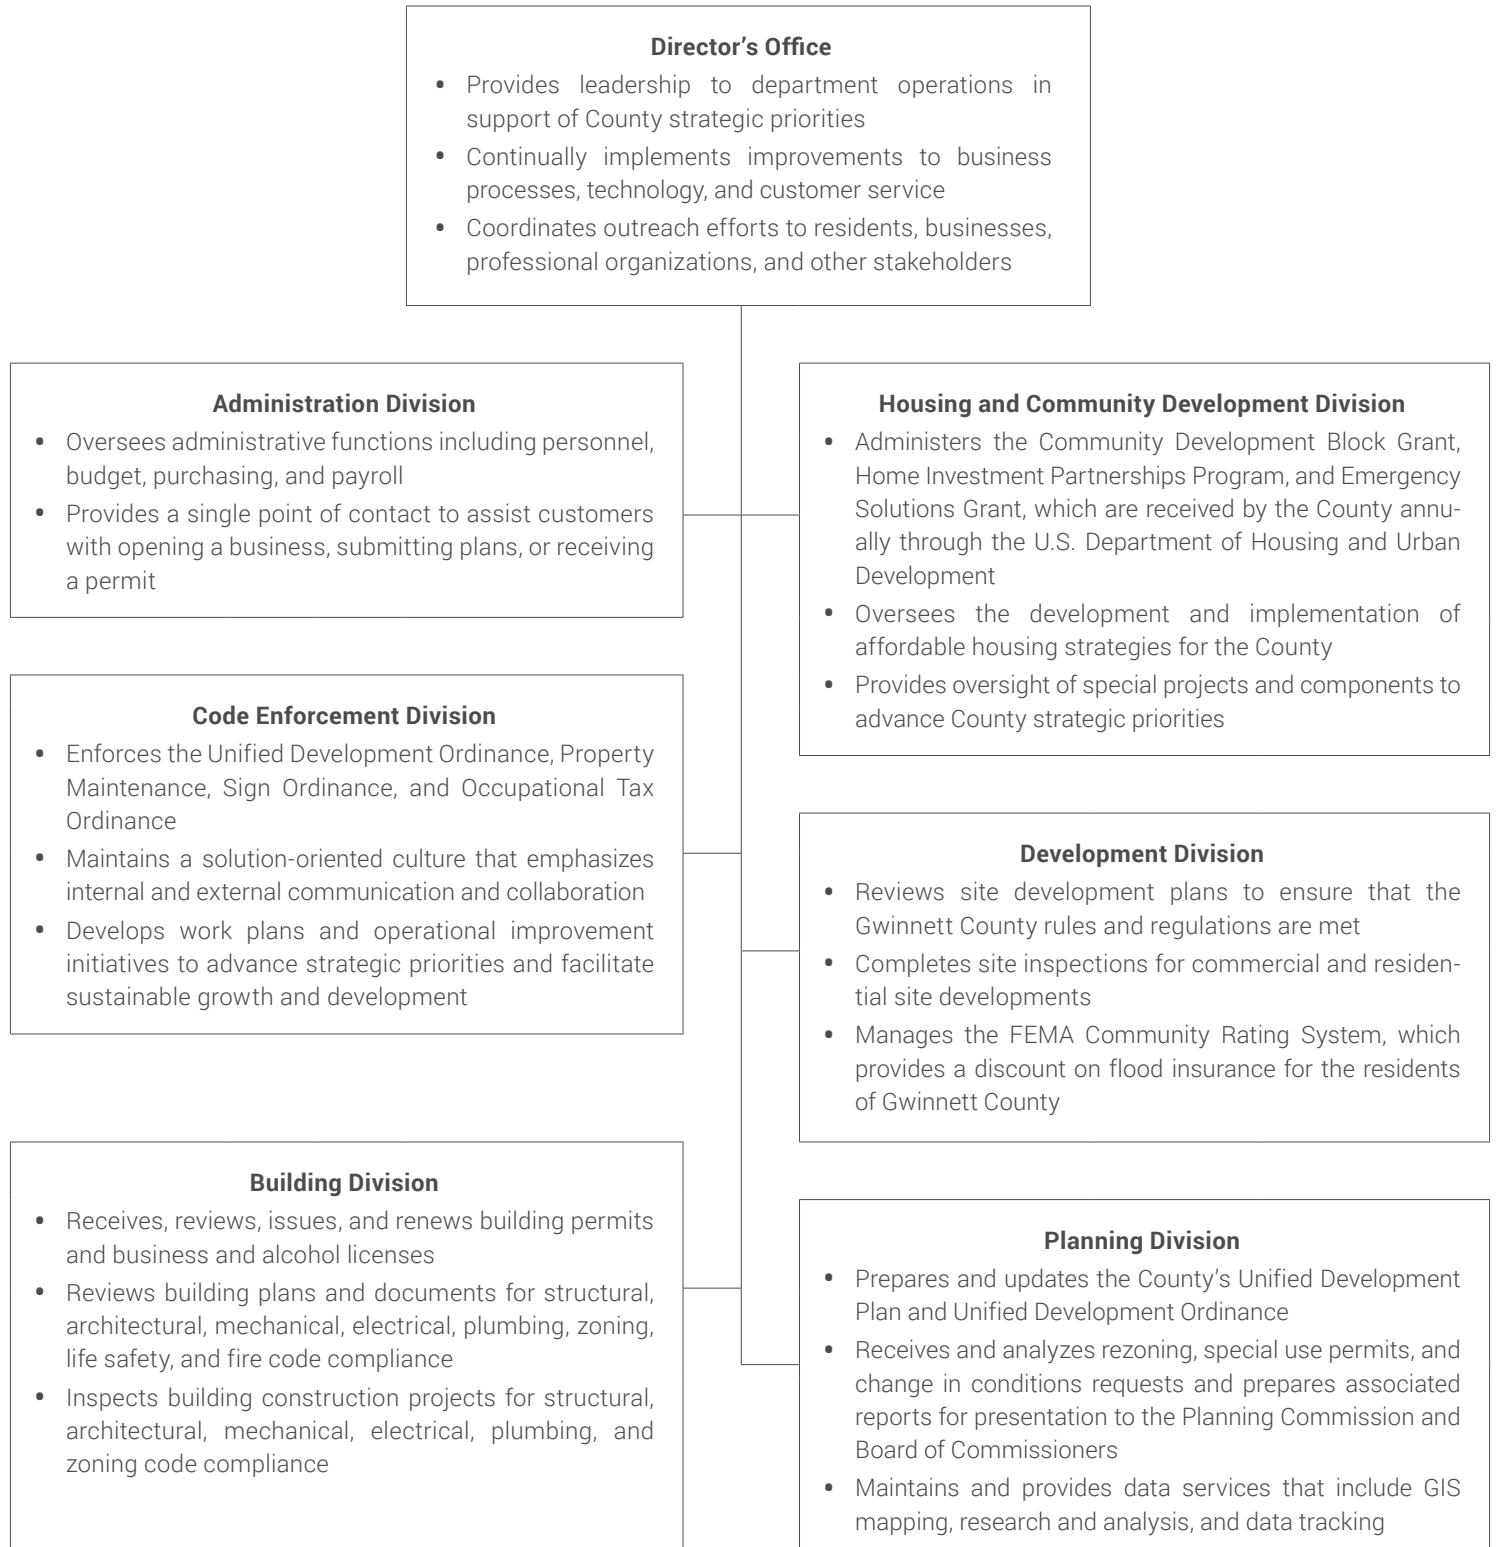 Director’s Office
• Provides leadership to department operations in
support of County strategic priorities
• Continually implements improvements to business
processes, technology, and customer service
• Coordinates outreach efforts to residents, businesses,
professional organizations, and other stakeholders
Administration Division
• Oversees administrative functions including personnel,
budget, purchasing, and payroll
• Provides a single point of contact to assist customers
with opening a business, submitting plans, or receiving
a permit
Housing and Community Development Division
• Administers the Community Development Block Grant,
Home Investment Partnerships Program, and Emergency
Solutions Grant, which are received by the County annu-
ally through the U.S. Department of Housing and Urban
Development
• Oversees the development and implementation of
affordable housing strategies for the County
• Provides oversight of special projects and components to
advance County strategic priorities
Code Enforcement Division
• Enforces the Unified Development Ordinance, Property
Maintenance, Sign Ordinance, and Occupational Tax
Ordinance
• Maintains a solution-oriented culture that emphasizes
internal and external communication and collaboration
• Develops work plans and operational improvement
initiatives to advance strategic priorities and facilitate
sustainable growth and development
Development Division
• Reviews site development plans to ensure that the
Gwinnett County rules and regulations are met
• Completes site inspections for commercial and residen-
tial site developments
• Manages the FEMA Community Rating System, which
provides a discount on flood insurance for the residents
of Gwinnett County
Building Division
• Receives, reviews, issues, and renews building permits
and business and alcohol licenses
• Reviews building plans and documents for structural,
architectural, mechanical, electrical, plumbing, zoning,
life safety, and fire code compliance
• Inspects building construction projects for structural,
architectural, mechanical, electrical, plumbing, and
zoning code compliance
Planning Division
• Prepares and updates the County’s Unified Development
Plan and Unified Development Ordinance
• Receives and analyzes rezoning, special use permits, and
change in conditions requests and prepares associated
reports for presentation to the Planning Commission and
Board of Commissioners
• Maintains and provides data services that include GIS
mapping, research and analysis, and data tracking